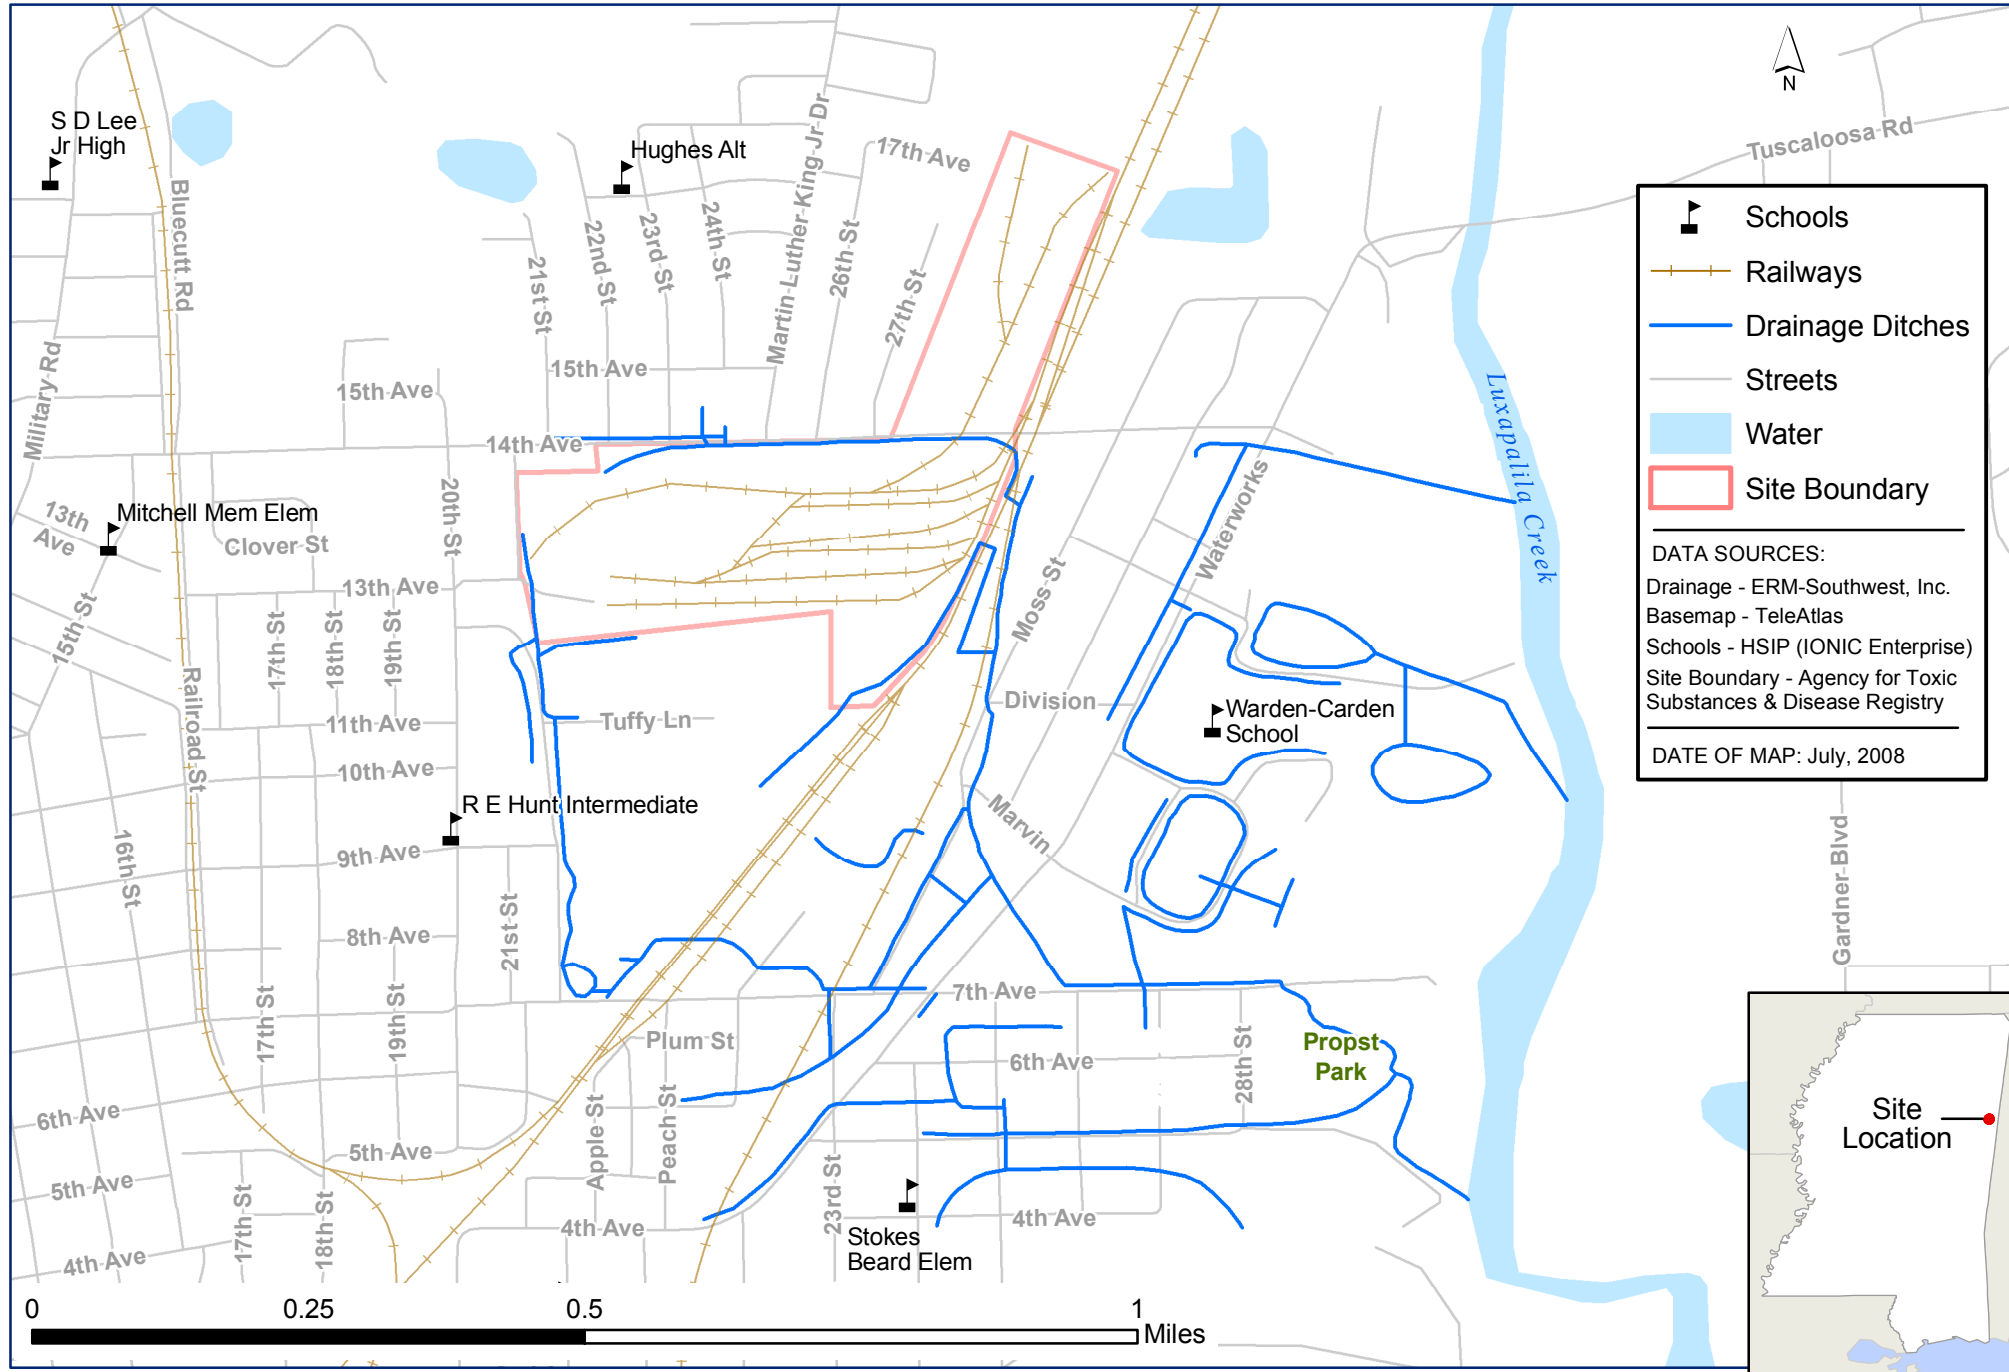 S D Lee
Jr High
Hughes Alt
17th Ave
N
Tuscaloosa Rd
Bluecutt Rd
Martin Luther King Jr Dr
21st St
22nd St
23rd St
24th St
26th St
27th St
Military Rd
15th Ave
15th Ave
14th Ave
Schools
Railways
Drainage Ditches
Streets
Water
Site Boundary
DATA SOURCES:
Drainage - ERM-Southwest, Inc.
Basemap - TeleAtlas
Schools - HSIP (IONIC Enterprise)
Site Boundary - Agency for Toxic
Substances & Disease Registry
DATE OF MAP: July, 2008
Luxapalila Creek
13th
Ave
Mitchell Mem Elem
Clover St
20th St
Waterworks
13th Ave
15th St
17th St
18th St
19th St
Moss St
Railroad St
11th Ave
Tuffy Ln
Division
Warden-Carden
School
10th Ave
R E Hunt Intermediate
Marvin
9th Ave
16th St
Gardner Blvd
8th Ave
21st St
7th Ave
17th St
19th St
Plum St
6th Ave
28th St
Propst
Park
6th Ave
Apple St
Peach St
Site
Location
5th Ave
5th Ave
17th St
18th St
23rd St
4th Ave
4th Ave
4th Ave
Stokes
Beard Elem
0 0.25 0.5 1
Miles